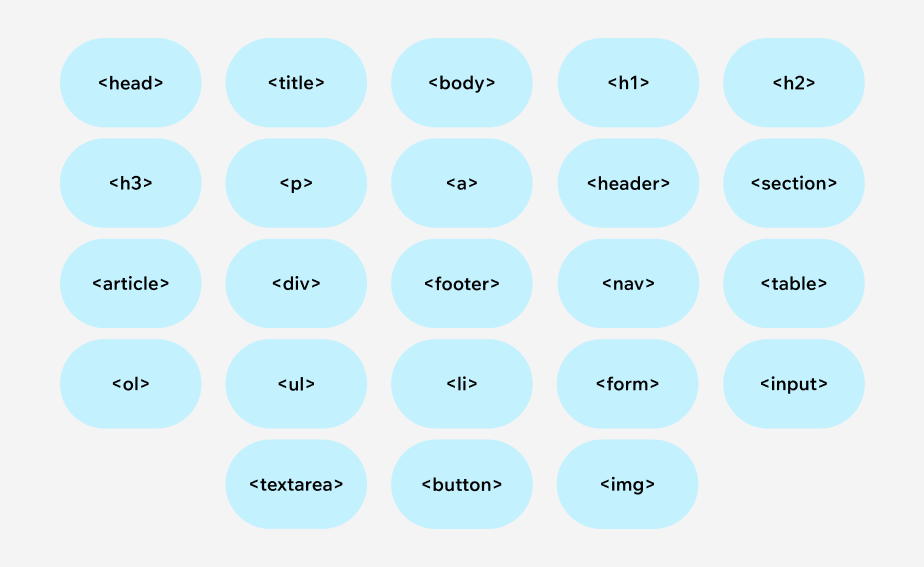 <head> <title> <body> <h1> <h2>
<h3> <p> <a> <header> <section>
<article> <div> <footer> <nav> <table>
<ol> <ul> <li> <form> <input>
<textarea> <button> <img>